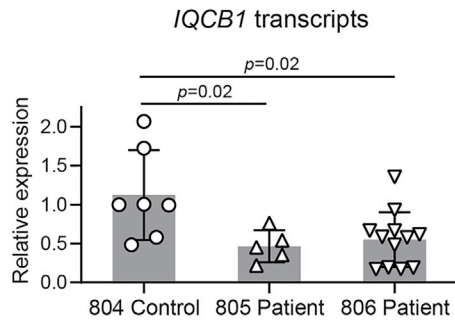 IQCB1 transcripts
p=0.02
p=0.02
Relative expression
2.0
1.5
1.0
0.5
0.0
804 Control 805 Patient 806 Patient